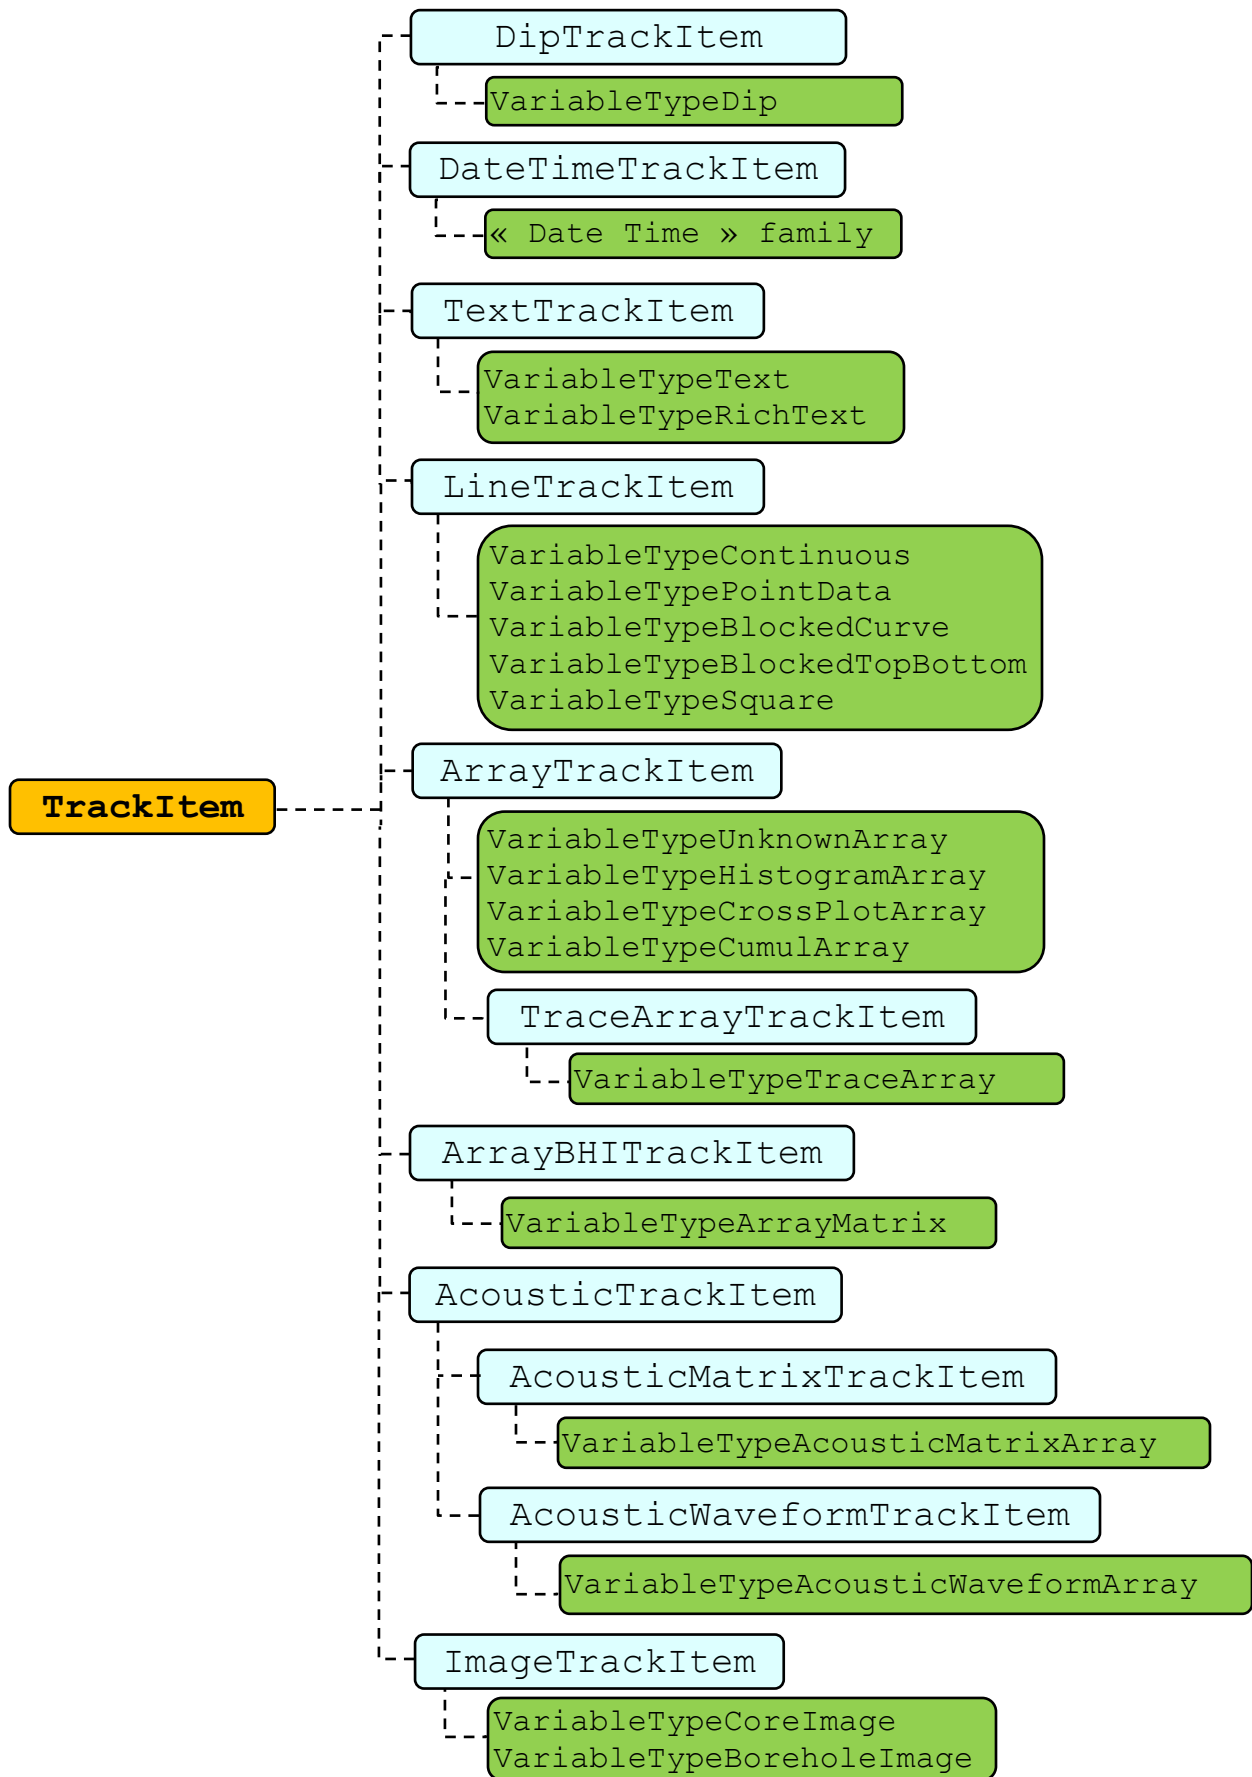 DipTrackItem
VariableTypeDip
DateTimeTrackItem
« Date Time » family
TextTrackItem
VariableTypeText
VariableTypeRichText
LineTrackItem
VariableTypeContinuous
VariableTypePointData
VariableTypeBlockedCurve
VariableTypeBlockedTopBottom
VariableTypeSquare
ArrayTrackItem
TrackItem
VariableTypeUnknownArray
VariableTypeHistogramArray
VariableTypeCrossPlotArray
VariableTypeCumulArray
TraceArrayTrackItem
VariableTypeTraceArray
ArrayBHITrackItem
VariableTypeArrayMatrix
AcousticTrackItem
AcousticMatrixTrackItem
VariableTypeAcousticMatrixArray
AcousticWaveformTrackItem
VariableTypeAcousticWaveformArray
ImageTrackItem
VariableTypeCoreImage
VariableTypeBoreholeImage